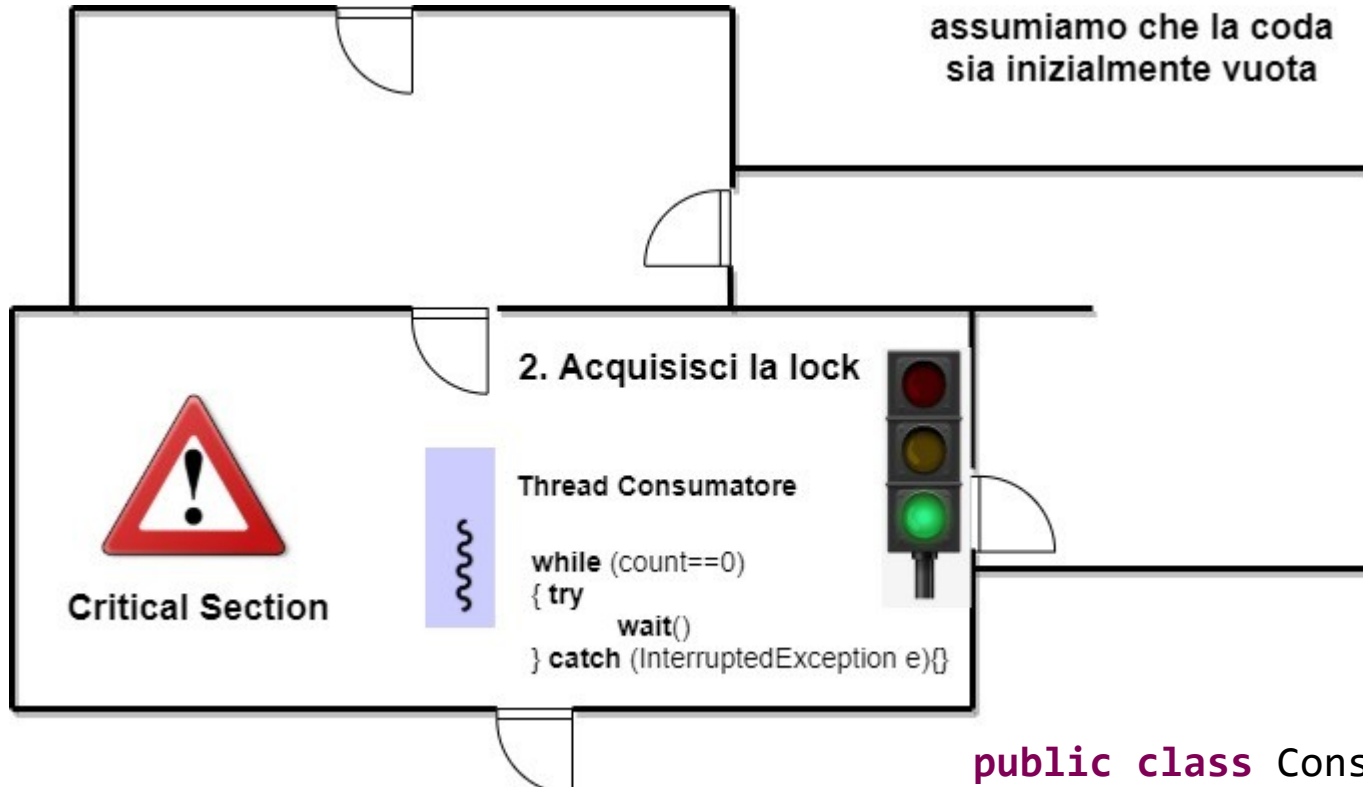 assumiamo che la coda
sia inizialmente vuota
2. Acquisisci la lock
Thread Consumatore
while (count==0)
{ try
wait()
} catch (InterruptedException e){}
Critical Section
public class Cons